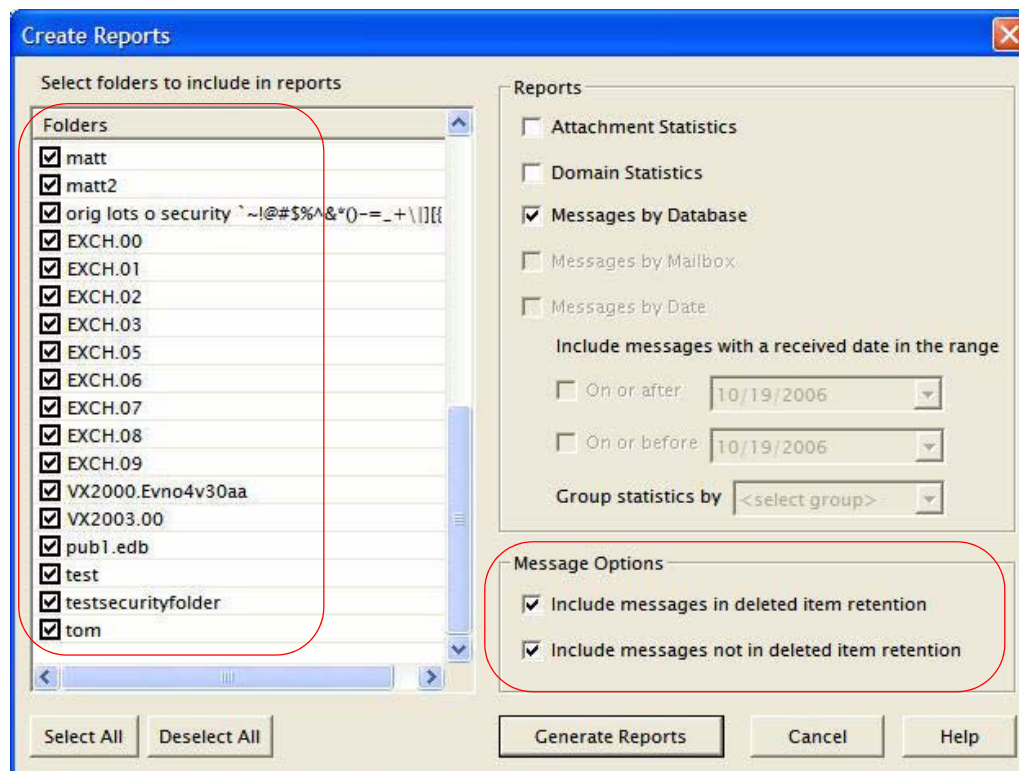 Create Reports
Select folders to include in reports
Folders
matt
matt2
orig lots o security `~!@#$%^&*()-=_+\|][{
EXCH.00
EXCH.01
EXCH.02
EXCH.03
EXCH.05
EXCH.06
EXCH.07
EXCH.08
EXCH.09
VX2000.Evno4v30aa
VX2003.00
pub1.edb
test
testsecurityfolder
tom
Select All
Deselect All
Reports
Attachment Statistics
Domain Statistics
Messages by Database
Messages by Mailbox
Messages by Date
Include messages with a received date in the range
On or after 10/19/2006
On or before 10/19/2006
Group statistics by <select group>
Message Options
Include messages in deleted item retention
Include messages not in deleted item retention
Generate Reports
Cancel
Help